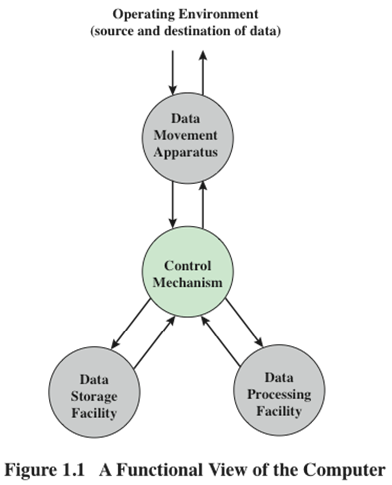 Operating Environment
(source and destination of data)
Data
Movement
Apparatus
Control
Mechanism
Data
Storage
Facility
Data
Processing
Facility
Figure 1.1 A Functional View of the Computer